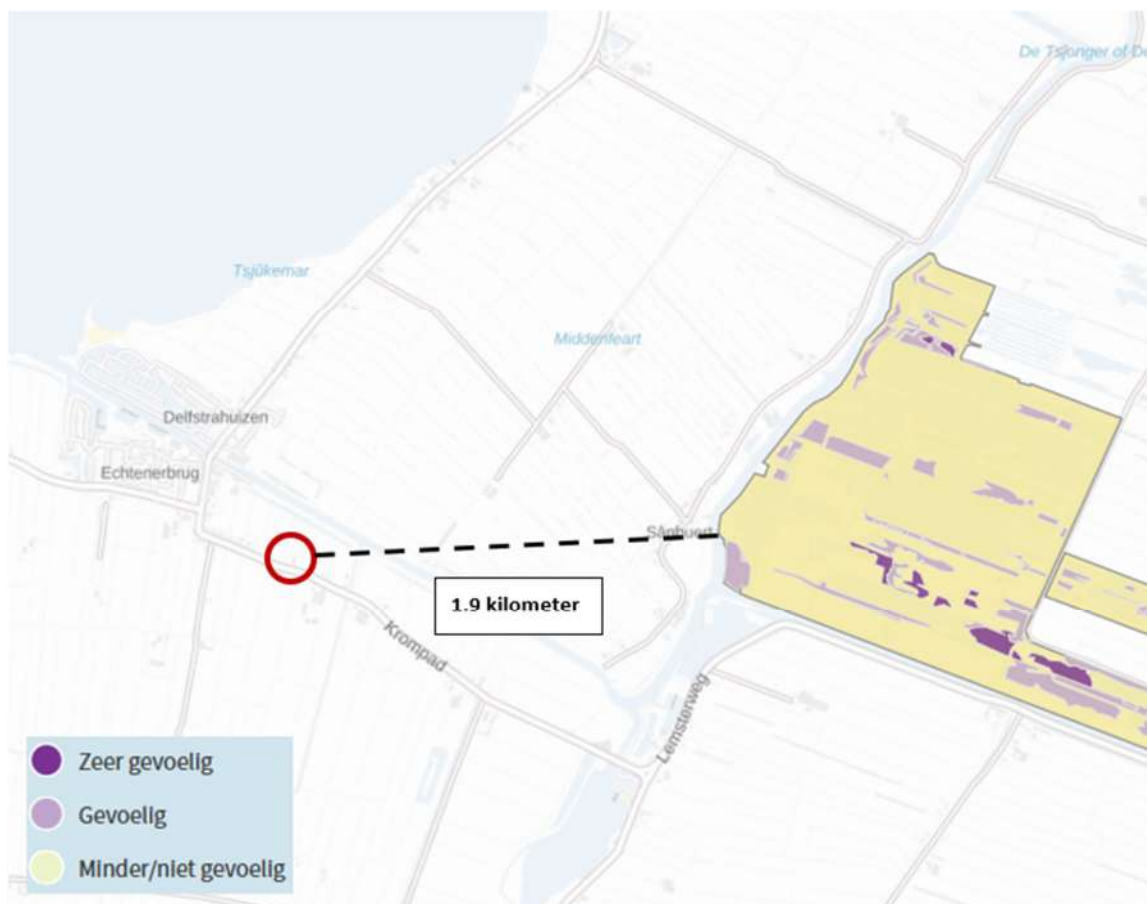 De Tsjonger of De
Tsjûkemar
Middenfeart
Delfstrahuizen
Echtenerbrug
1.9 kilometer
Krompad
Lemsterweg
Zeer gevoelig
Gevoelig
Minder/niet gevoelig